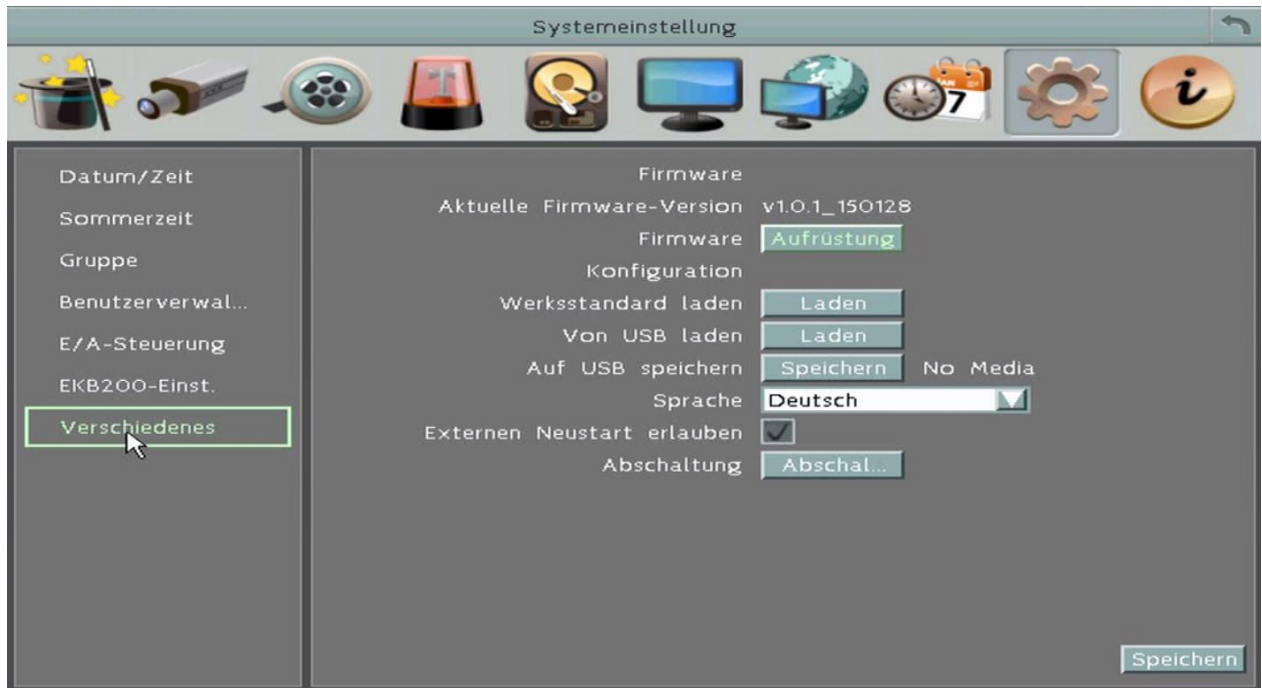 Systemeinstellung
7
i
Datum/Zeit
Sommerzeit
Gruppe
Benutzerverwal...
E/A-Steuerung
EKB200-Einst.
Verschiedenes
Firmware
Aktuelle Firmware-Version v1.0.1_150128
Firmware Aufrüstung
Konfiguration
Werksstandard laden Laden
Von USB laden Laden
Auf USB speichern Speichern No Media
Sprache Deutsch
Externen Neustart erlauben
Abschaltung Abschal...
Speichern